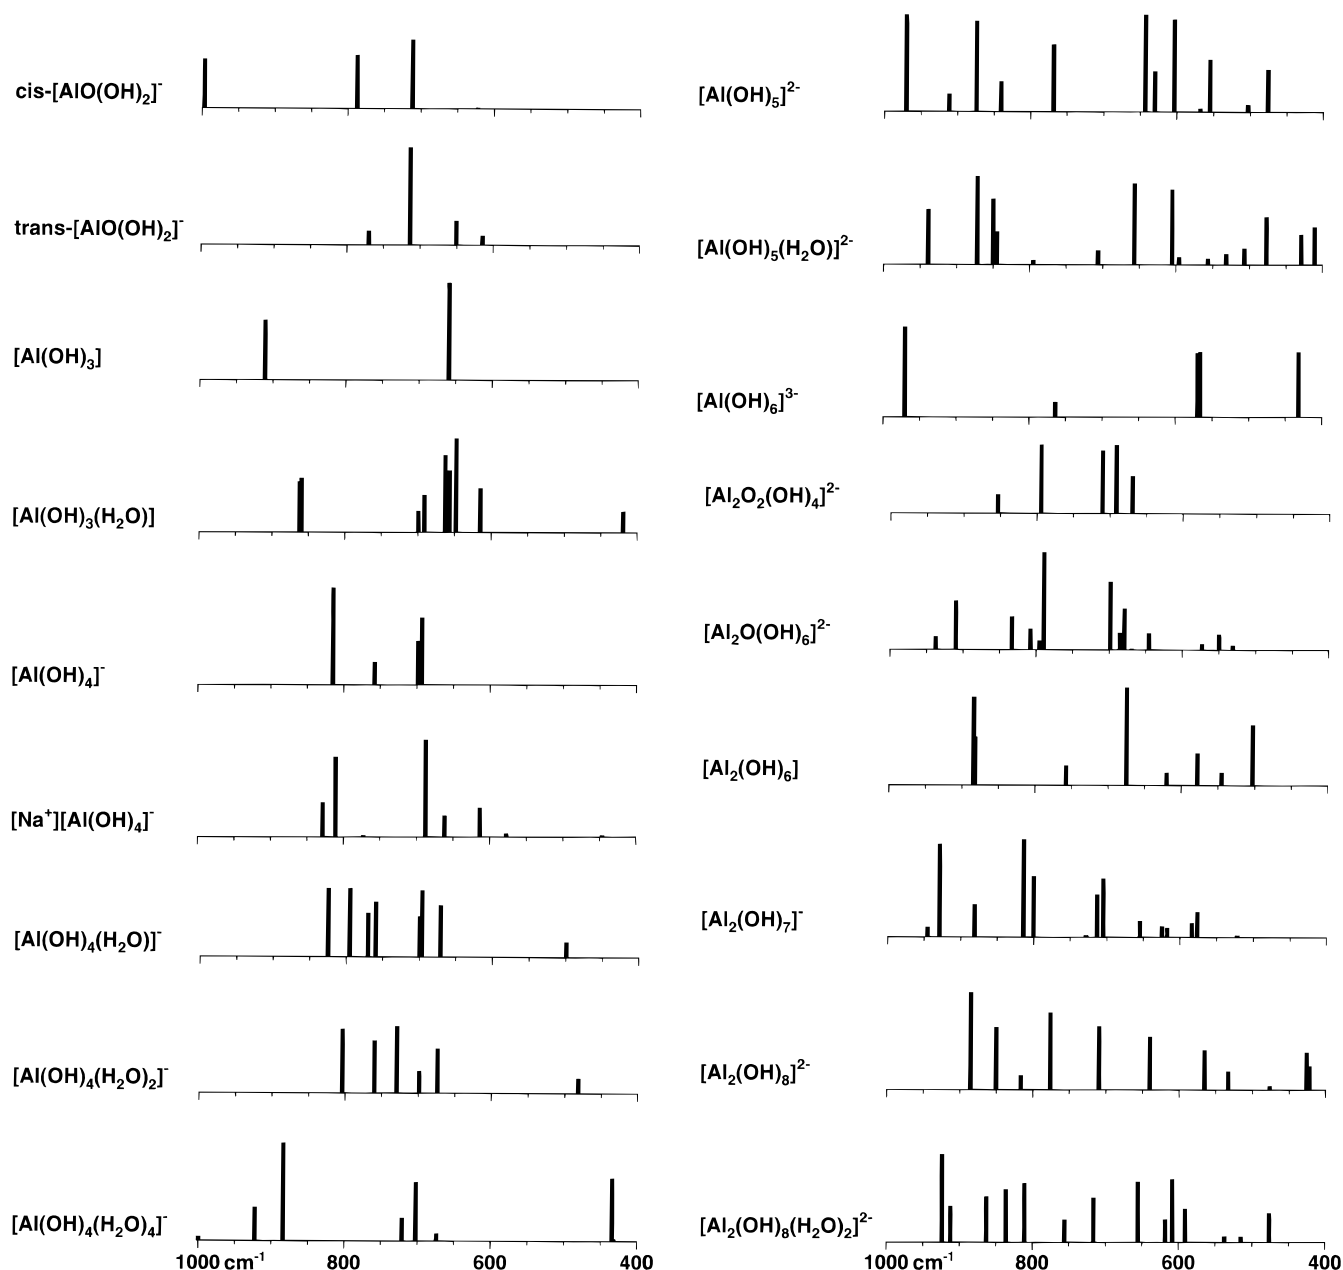 cis-[AlO(OH)₂]⁻
trans-[AlO(OH)₂]⁻
[Al(OH)₃]
[Al(OH)₃(H₂O)]
[Al(OH)₄]⁻
[Na⁺][Al(OH)₄]⁻
[Al(OH)₄(H₂O)]⁻
[Al(OH)₄(H₂O)₂]⁻
[Al(OH)₄(H₂O)₄]⁻
1000 cm⁻¹ 800 600 400
[Al(OH)₅]²⁻
[Al(OH)₅(H₂O)]²⁻
[Al(OH)₆]³⁻
[Al₂O₂(OH)₄]²⁻
[Al₂O(OH)₆]²⁻
[Al₂(OH)₆]
[Al₂(OH)₇]⁻
[Al₂(OH)₈]²⁻
[Al₂(OH)₈(H₂O)₂]²⁻
1000 cm⁻¹ 800 600 400